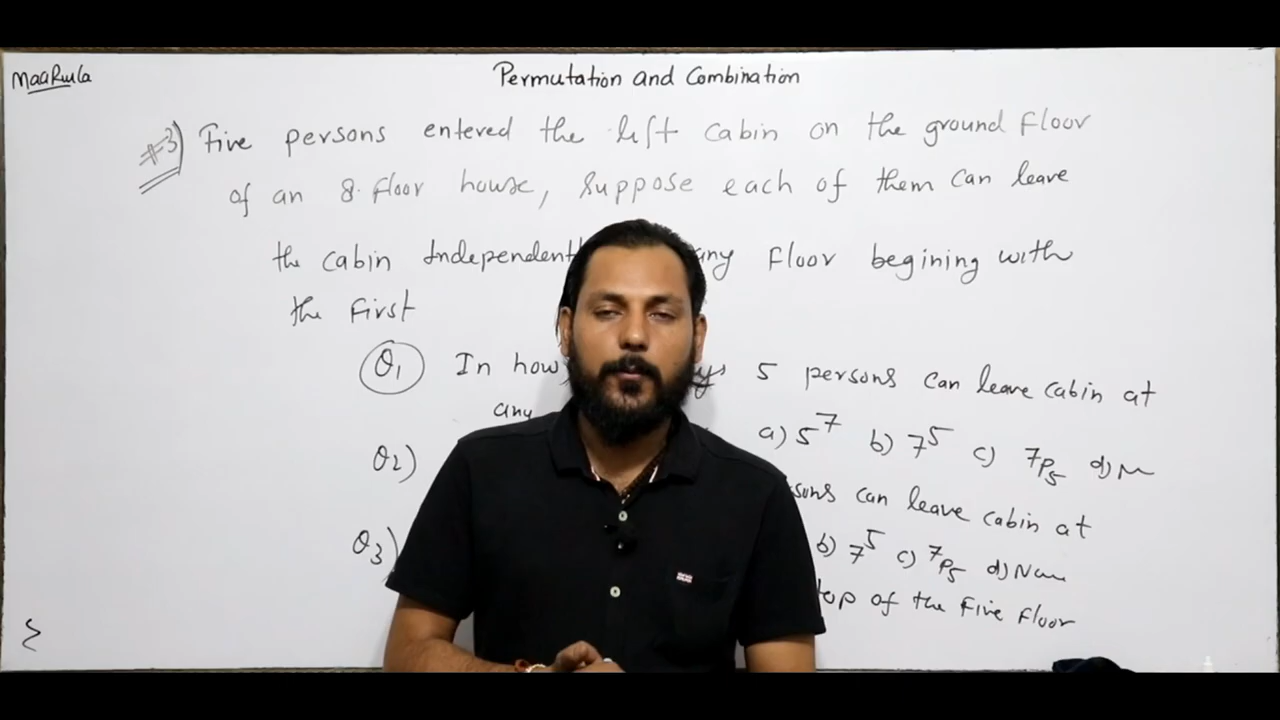 MaaRula
Permutation and Combination
#3) Five persons entered the lift cabin on the ground Floor
of an 8 Floor house, suppose each of them can leave
the cabin Independent any Floor begining with
the First
Q1 In how 5 persons can leave cabin at
any a) 5^7 b) 7^5 c) 7P5 d) N
Q2) can leave cabin at
b) 7^5 c) 7P5 d) None
Q3) top of the Five Floor